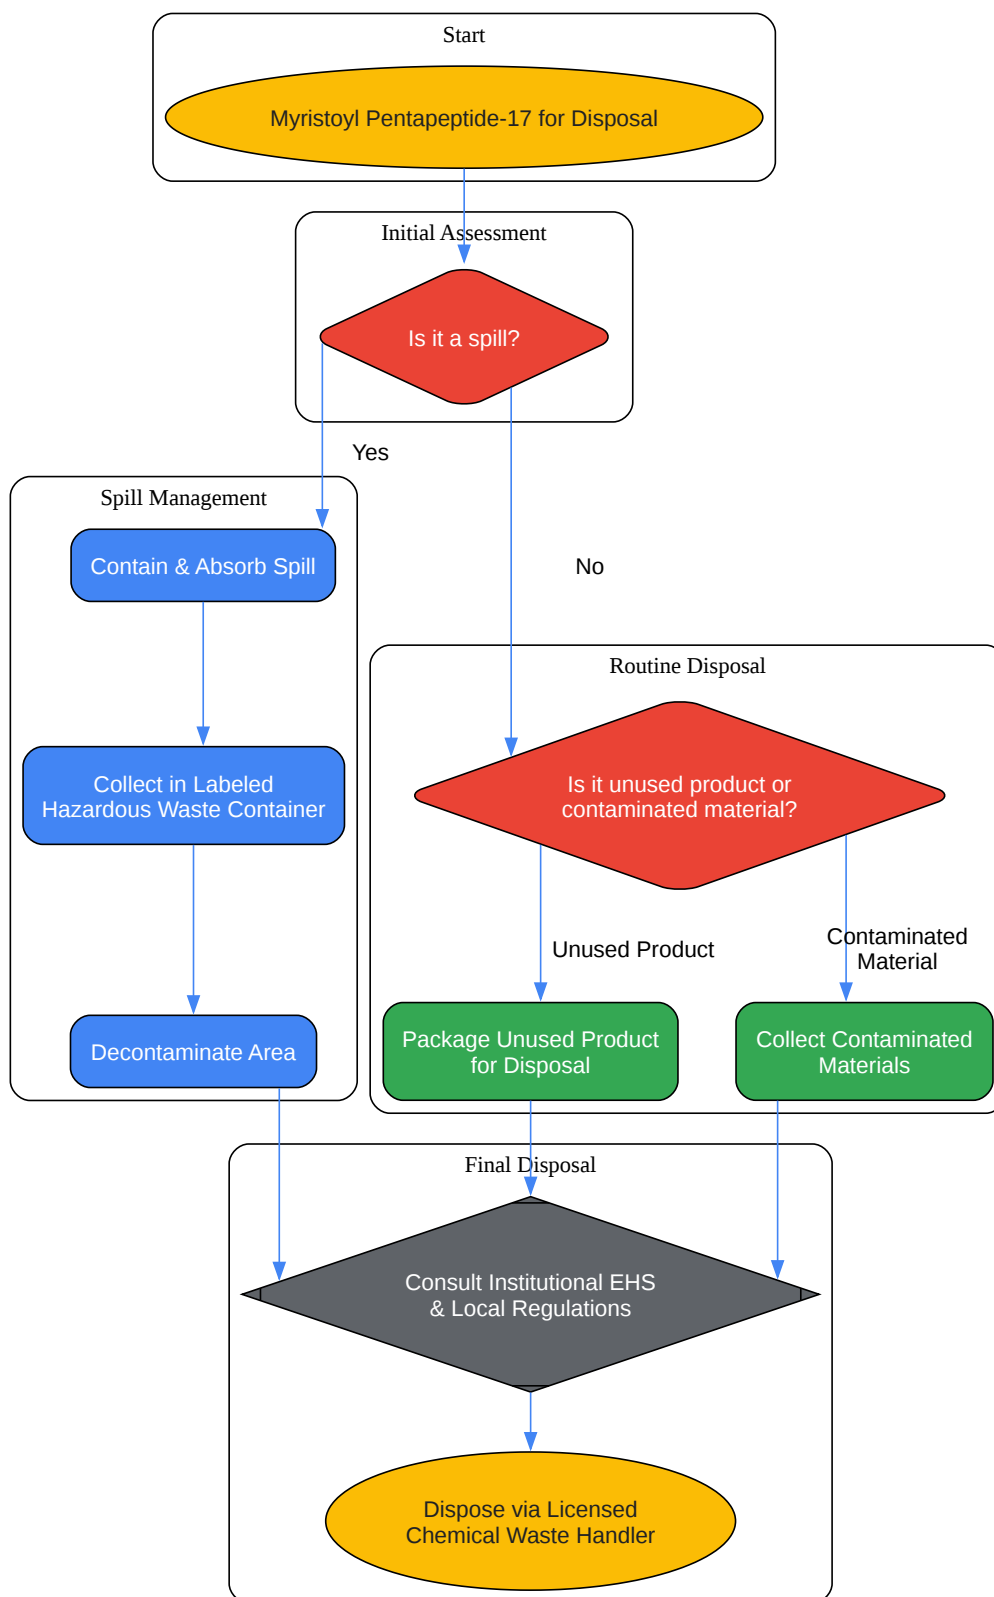 Start
Myristoyl Pentapeptide-17 for Disposal
Initial Assessment
Is it a spill?
Yes
Spill Management
Contain & Absorb Spill
No
Routine Disposal
Collect in Labeled
Hazardous Waste Container
Is it unused product or
contaminated material?
Unused Product
Contaminated
Material
Decontaminate Area
Package Unused Product
for Disposal
Collect Contaminated
Materials
Final Disposal
Consult Institutional EHS
& Local Regulations
Dispose via Licensed
Chemical Waste Handler